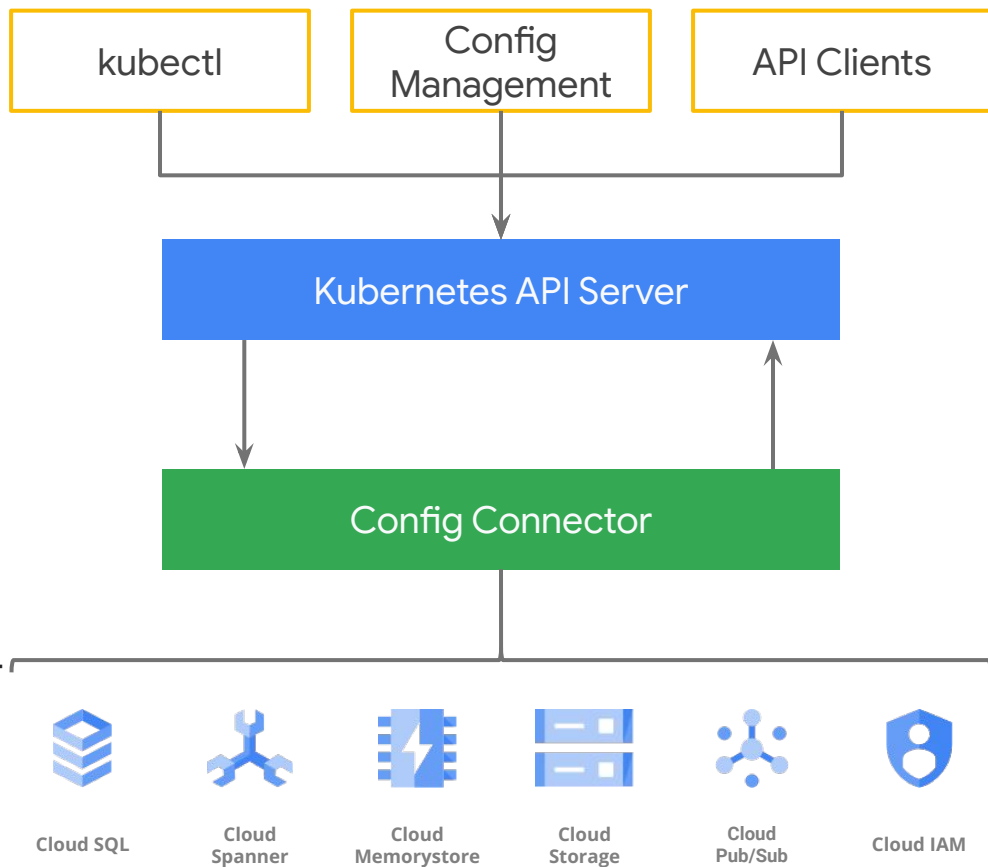 kubectl
Config
Management
API Clients
Kubernetes API Server
Config Connector
Cloud SQL
Cloud
Spanner
Cloud
Memorystore
Cloud
Storage
Cloud
Pub/Sub
Cloud IAM